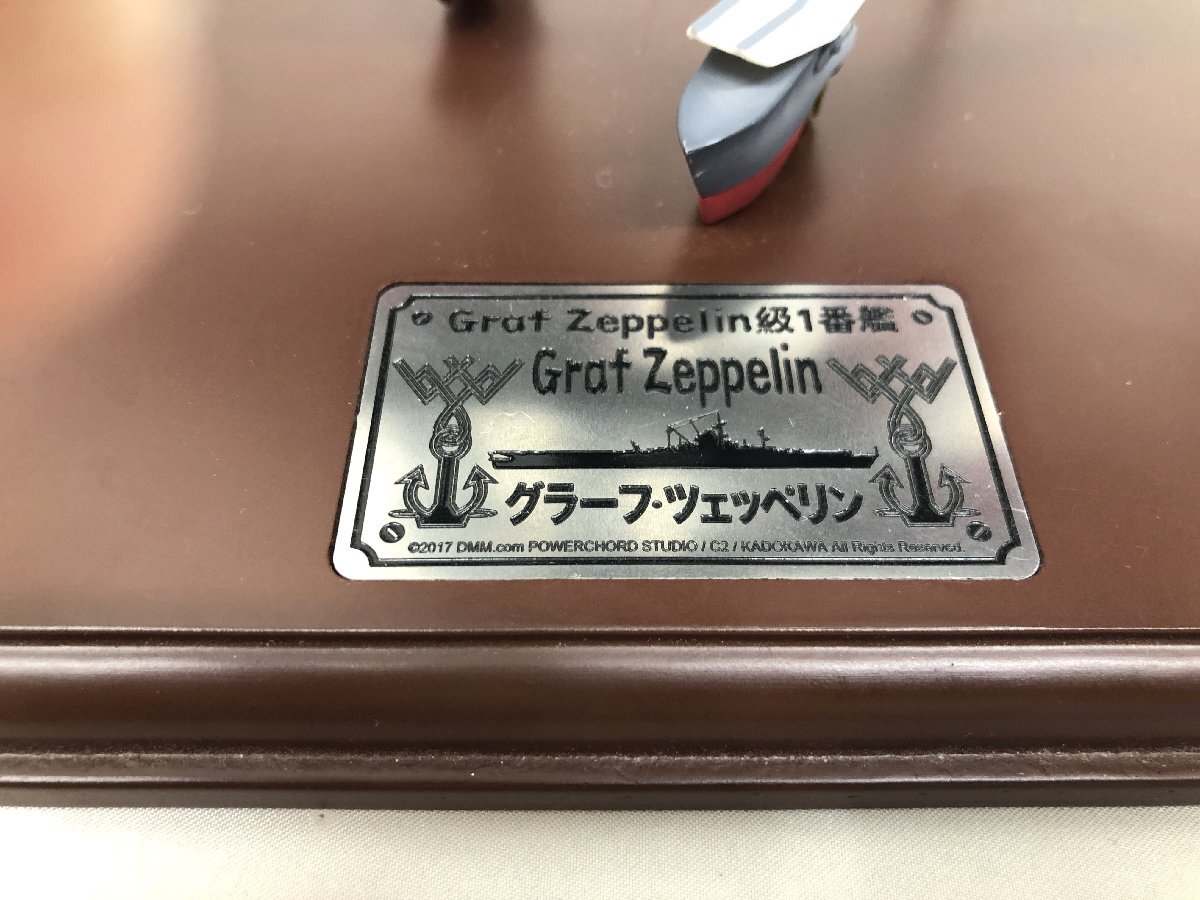 Graf Zeppelin級1番艦
Graf Zeppelin
グラーフ・ツェッペリン
©2017 DMM.com POWERCHORD STUDIO / C2 / KADOKAWA All Rights Reserved.